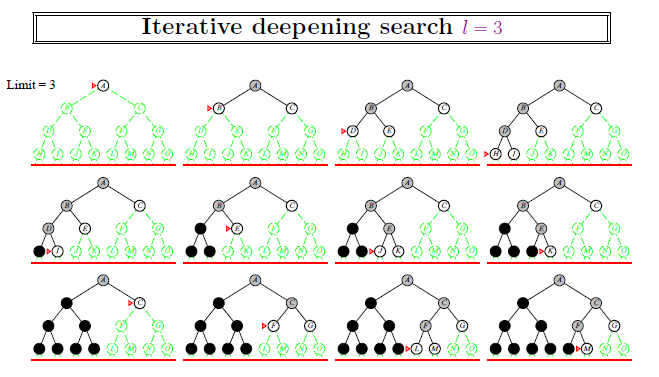 Iterative deepening search l = 3
Limit = 3
A A A A
B C B C B C B C
D E F G D E F G D E F G D E F G
H I J K L M N O H I J K L M N O H I J K L M N O H I J K L M N O
A A A A
B C B C B C B C
D E F G E F G E F G E F G
I J K L M N O J K L M N O J K L M N O K L M N O
A A A A
C C C C
F G F G F G F G
L M N O L M N O L M N O M N O